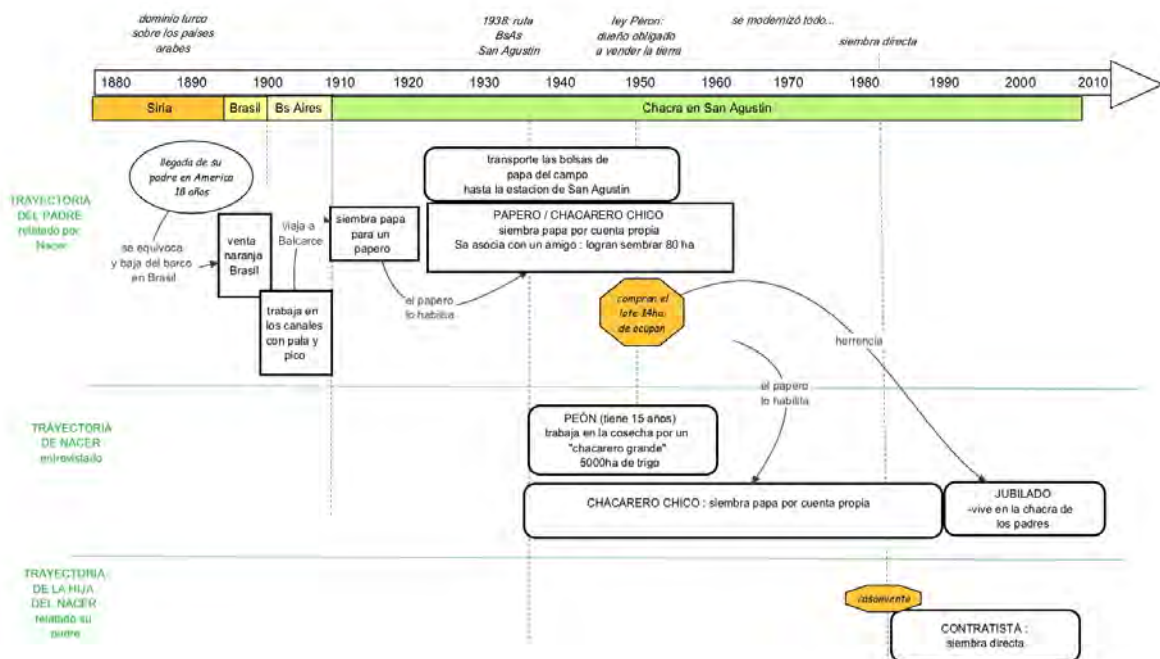 dominio turco
sobre los países
arabes
1938: ruta
BsAs
San Agustin
ley Péron:
dueño obligado
a vender la tierra
se modernizó todo...
siembra directa
1880 1890 1900 1910 1920 1930 1940 1950 1960 1970 1980 1990 2000 2010
Siria
Brasil
Bs Aires
Chacra en San Agustin
TRAYECTORIA
DEL PADRE
relatado por
Nacer
llegada de su
padre en America
18 años
se equivoca
y baja del barco
en Brasil
venta
naranja
Brasil
trabaja en
los canales
con pala y
pico
Viaja a
Balcarce
siembra papa
para un
papero
el papero
lo habilita
transporte las bolsas de
papa del campo
hasta la estacion de San Agustin
PAPERO / CHACARERO CHICO
siembra papa por cuenta propia
Sa asocia con un amigo : logran sembrar 80 ha
compran el
lote 14ha
de ocupan
herrencia
el papero
lo habilita
TRAYECTORIA
DE NACER
entrovistado
PEÓN (tiene 15 años)
trabaja en la cosecha por un
"chacarero grande"
5000ha de trigo
CHACARERO CHICO : siembra papa por cuenta propia
JUBILADO
-vive en la chacra de
los padres
TRAYECTORIA
DE LA HIJA
DEL NACER
relatado su
padre
casamiento
CONTRATISTA :
siembra directa